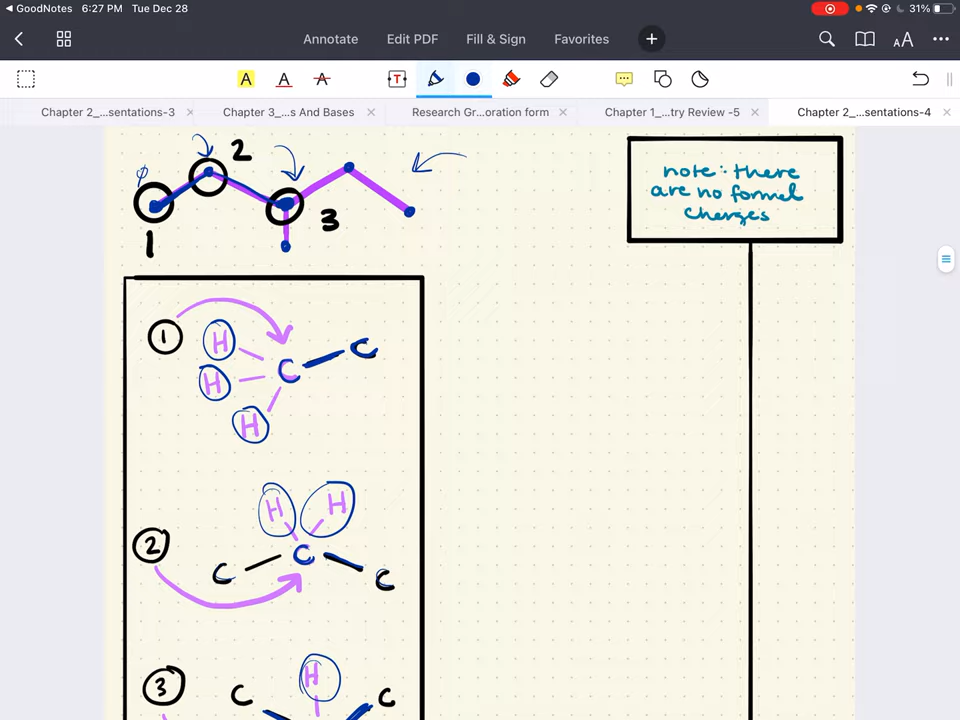 GoodNotes 6:27 PM Tue Dec 28 31%
Annotate Edit PDF Fill & Sign Favorites
AA
A A A T
Chapter 2_...sentations-3 Chapter 3_...s And Bases Research Gr...oration form Chapter 1_...try Review -5 Chapter 2_...sentations-4
2
1
3
note: there
are no formal
charges
1
H
C
H C
H
H H
2
C
C C
H
3
C C